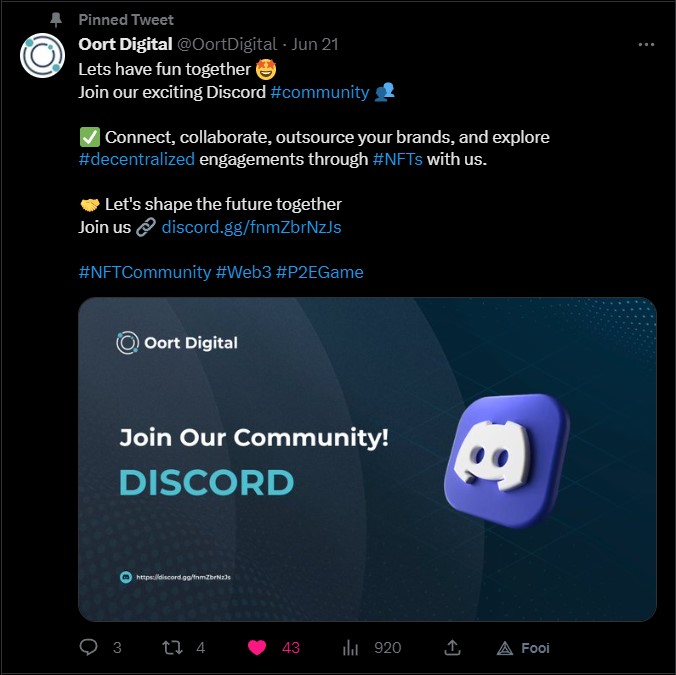 Pinned Tweet
Oort Digital @OortDigital · Jun 21
Lets have fun together 🤩
Join our exciting Discord #community 👥
✅ Connect, collaborate, outsource your brands, and explore
#decentralized engagements through #NFTs with us.
🤝 Let's shape the future together
Join us 🔗 discord.gg/fnmZbrNzJs
#NFTCommunity #Web3 #P2EGame
Oort Digital
Join Our Community!
DISCORD
https://discord.gg/fnmZbrNzJs
3 4 43 920 Fooi